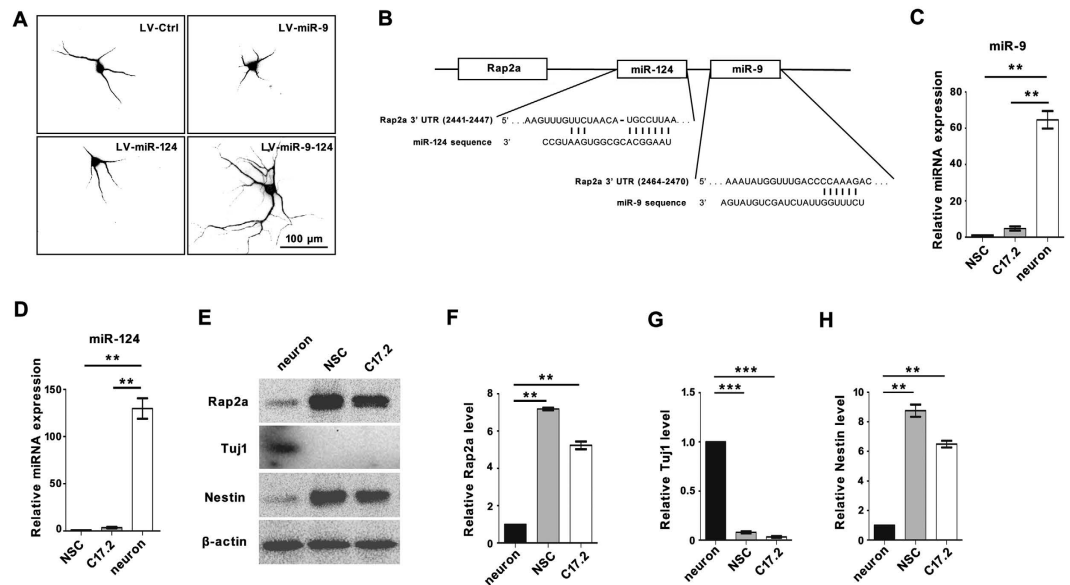 A
LV-Ctrl
LV-miR-9
LV-miR-124
LV-miR-9-124
100 µm
B
Rap2a
miR-124
miR-9
Rap2a 3' UTR (2441-2447) 5' ... AAGUUUGUUCUAACA - UGCCUUAA...
miR-124 sequence 3' CCGUAAGUGGCGCACGGAAU
Rap2a 3' UTR (2464-2470) 5' ... AAAUAUGGUUUGACCCCAAAGAC ...
miR-9 sequence 3' AGUAUGUCGAUCUAUUGGUUUCU
C
miR-9
Relative miRNA expression
80
60
40
20
0
**
**
NSC
C17.2
neuron
D
miR-124
Relative miRNA expression
150
100
50
0
**
**
NSC
C17.2
neuron
E
neuron
NSC
C17.2
Rap2a
Tuj1
Nestin
β-actin
F
Relative Rap2a level
8
6
4
2
0
**
**
neuron
NSC
C17.2
G
Relative Tuj1 level
1.5
1.0
0.5
0
***
***
neuron
NSC
C17.2
H
Relative Nestin level
10
8
6
4
2
0
**
**
neuron
NSC
C17.2